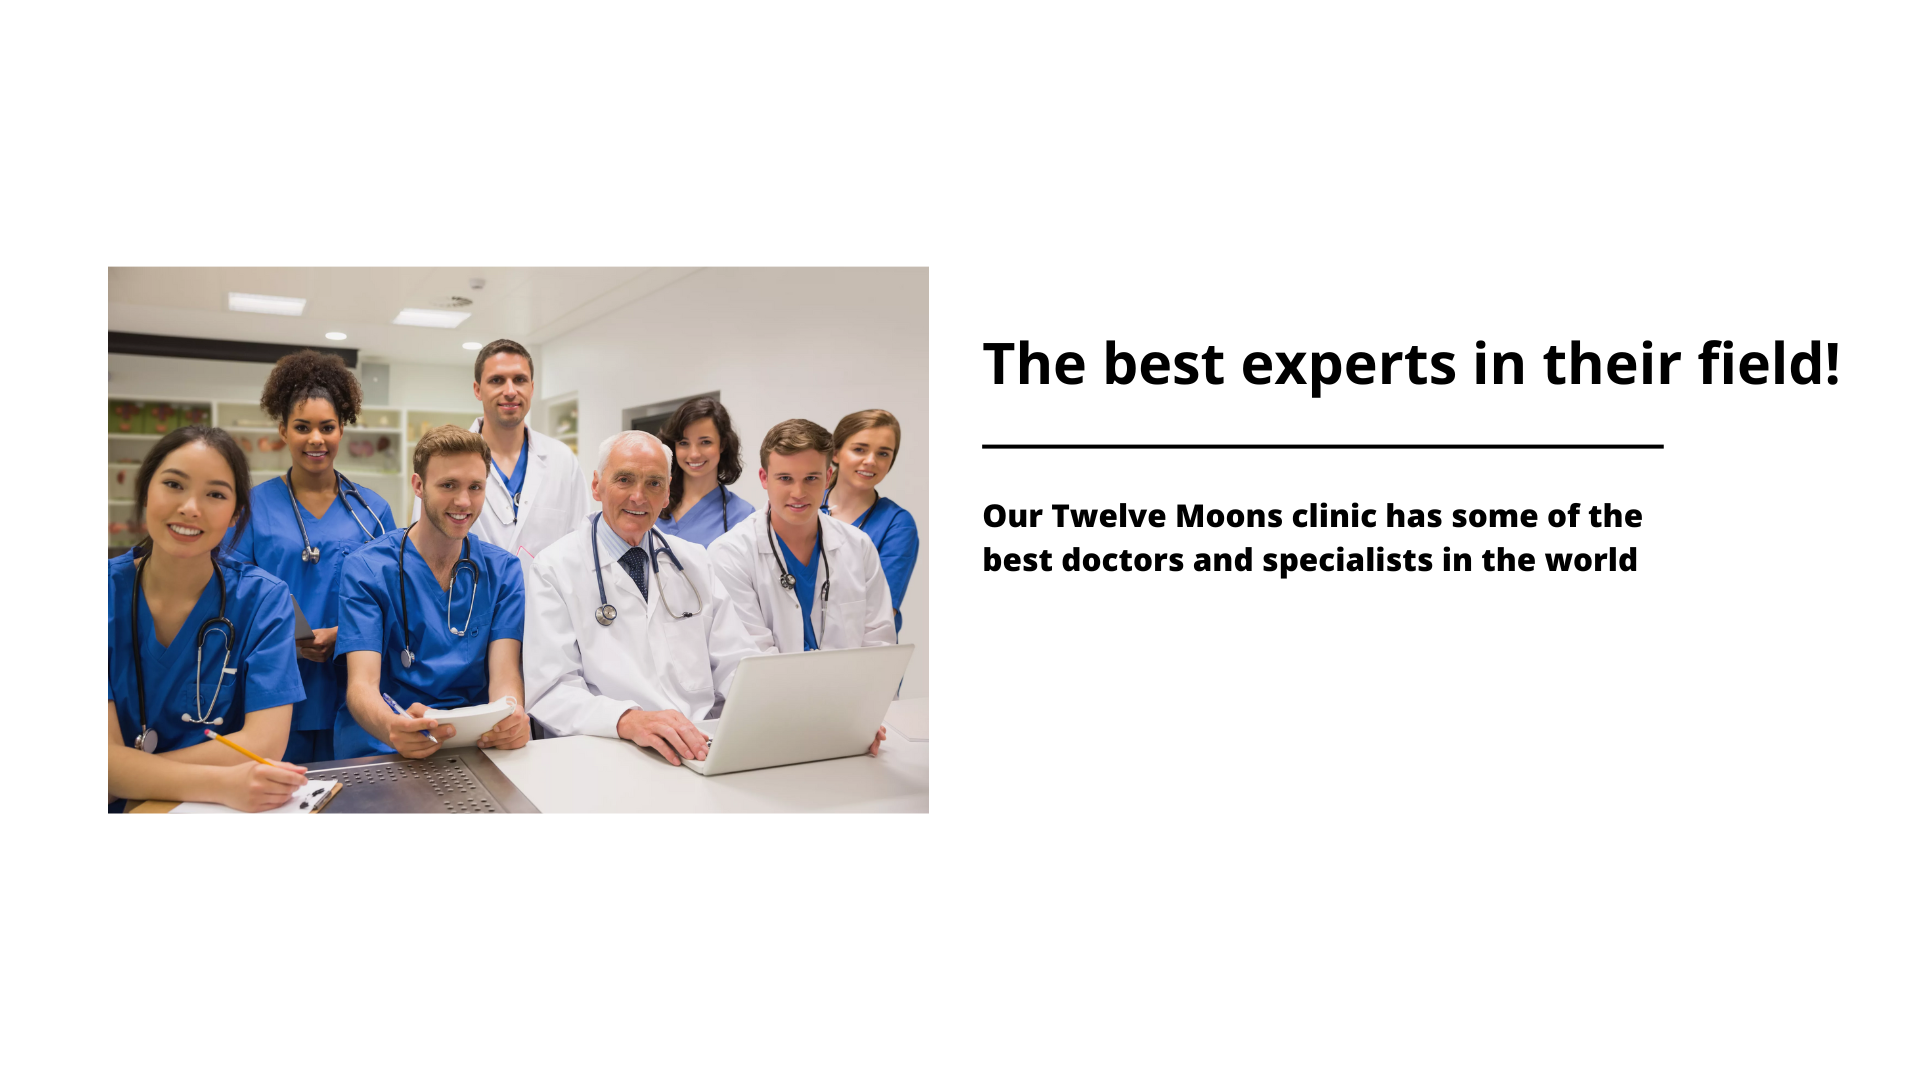 The best experts in their field!
Our Twelve Moons clinic has some of the
best doctors and specialists in the world